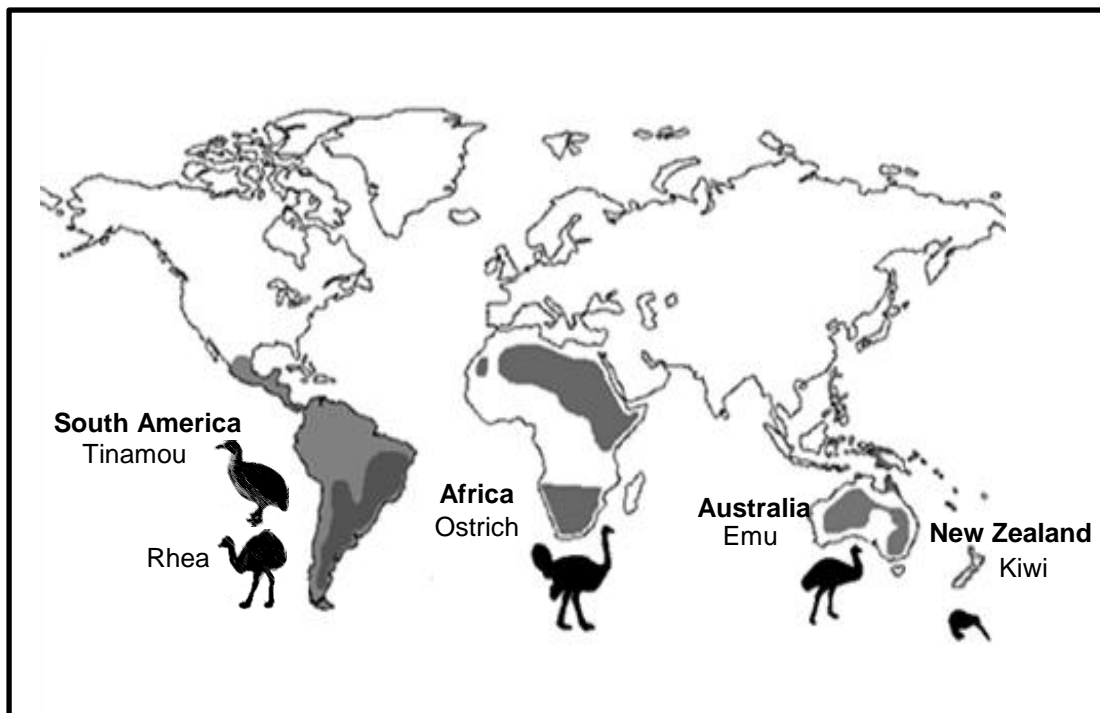 South America
Tinamou
Rhea
Africa
Ostrich
Australia
Emu
New Zealand
Kiwi